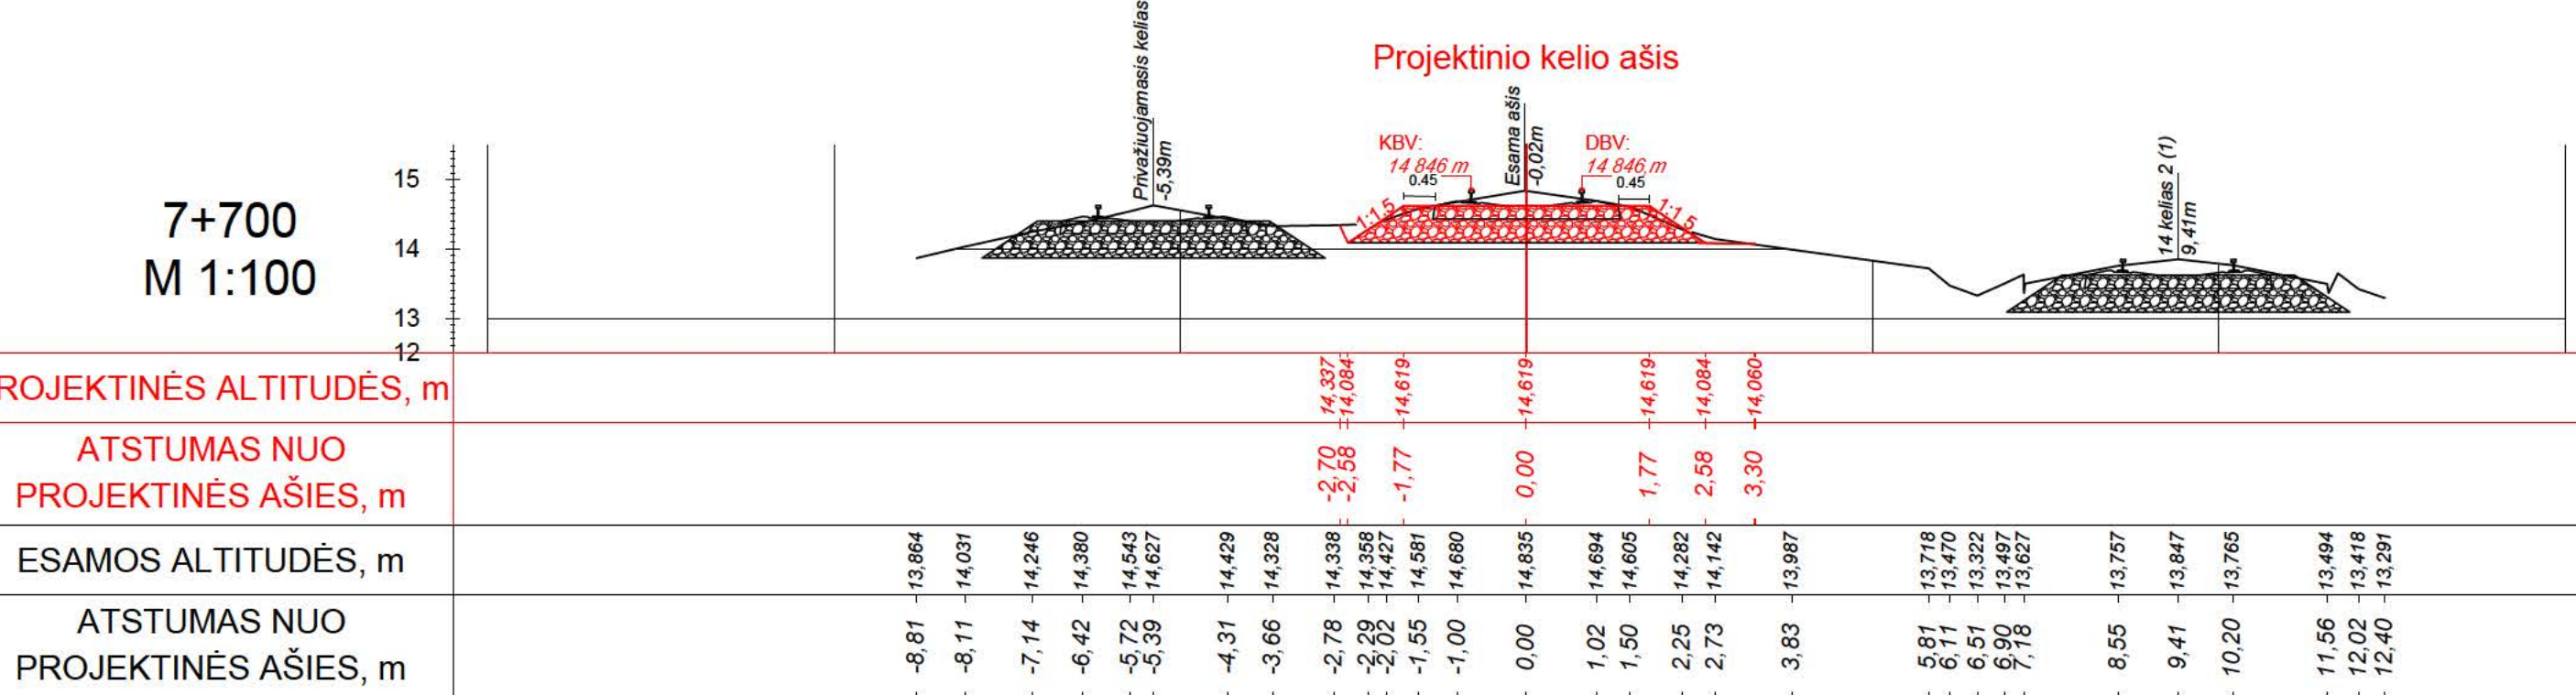 Privažiuojamasis kelias
-5,39m
Projektinio kelio ašis
Esama ašis
-0,02m
KBV:
14 846 m
DBV:
14 846 m
0.45
0.45
1:1.5
1:1.5
14 kelias 2 (1)
9,41m
7+700
M 1:100
15
14
13
12
ROJEKTINĖS ALTITUDĖS, m
14,337 14,084 14,619 14,619 14,619 14,084 14,060
ATSTUMAS NUO
PROJEKTINĖS AŠIES, m
-2,70 -2,58 -1,77 0,00 1,77 2,58 3,30
ESAMOS ALTITUDĖS, m
13,864 14,031 14,246 14,380 14,543 14,627 14,429 14,328 14,338 14,358 14,427 14,581 14,680 14,835 14,694 14,605 14,282 14,142 13,987 13,718 13,470 13,322 13,497 13,627 13,757 13,847 13,765 13,494 13,418 13,291
ATSTUMAS NUO
PROJEKTINĖS AŠIES, m
-8,81 -8,11 -7,14 -6,42 -5,72 -5,39 -4,31 -3,66 -2,78 -2,29 -2,02 -1,55 -1,00 0,00 1,02 1,50 2,25 2,73 3,83 5,81 6,11 6,51 6,90 7,18 8,55 9,41 10,20 11,56 12,02 12,40